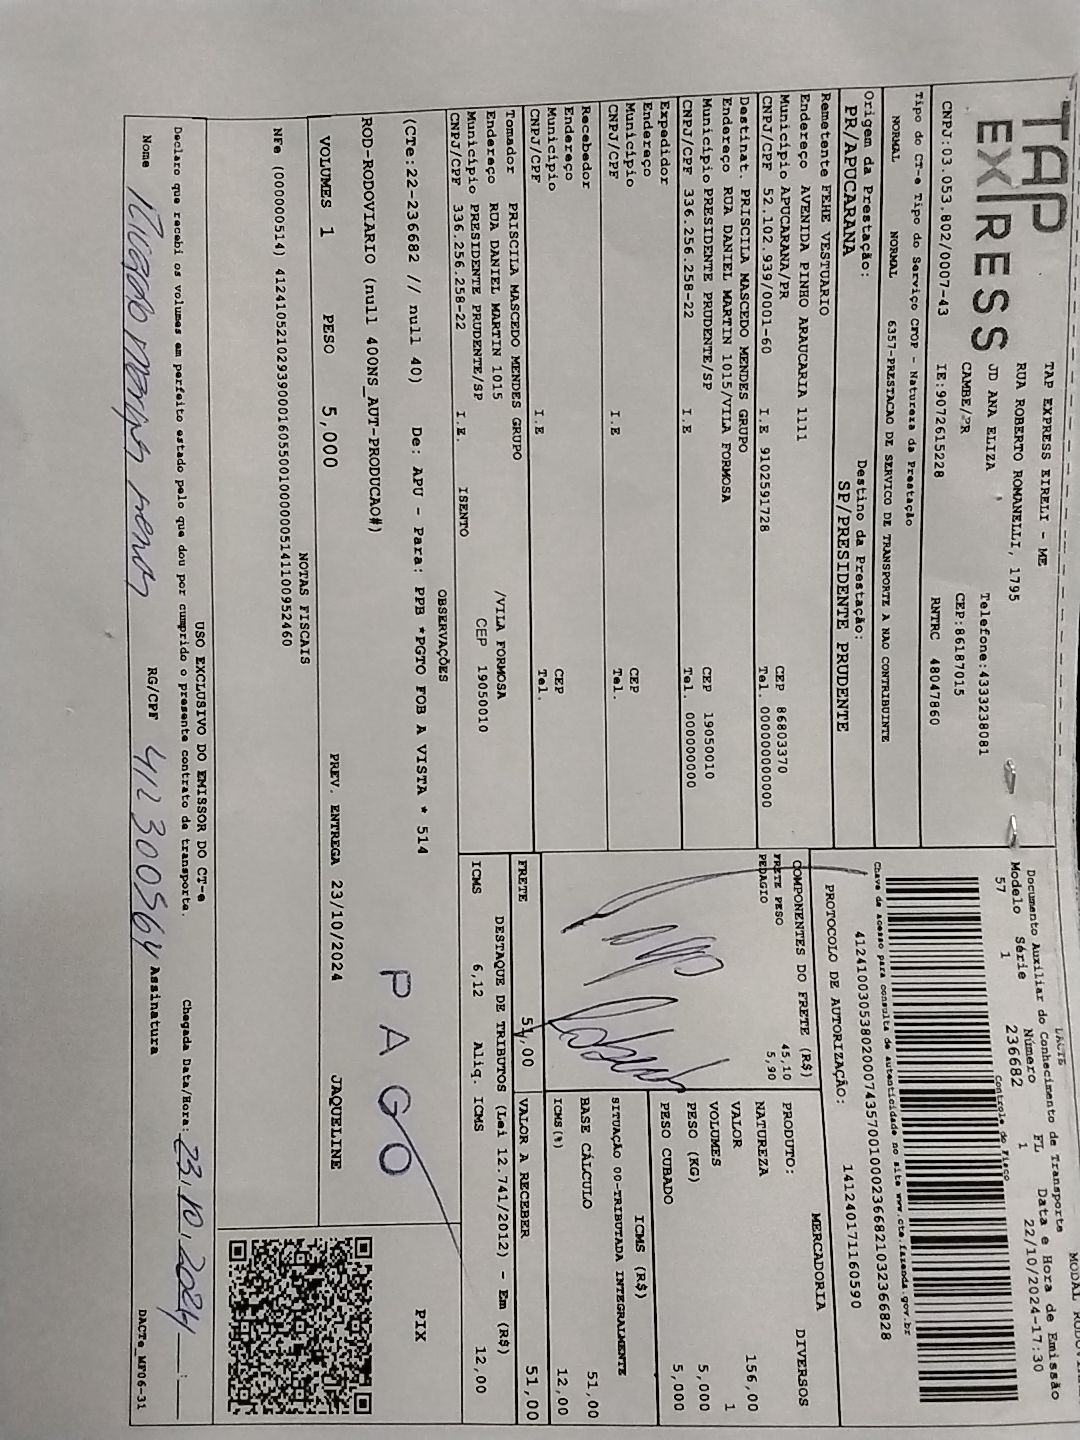 TAP
EXPRESS
TAP EXPRESS EIRELI - ME
RUA ROBERTO ROMANELLI, 1795
JD ANA ELIZA
CAMBE/PR
Telefone:4333238081
CEP:86187015
CNPJ:03.053.802/0007-43 IE:9072615228 RNTRC 48047860
Tipo do CT-e Tipo do Serviço CFOP - Natureza da Prestação
NORMAL NORMAL 6357-PRESTACAO DE SERVICO DE TRANSPORTE A NAO CONTRIBUINTE
Origem da Prestação: Destino da Prestação:
PR/APUCARANA SP/PRESIDENTE PRUDENTE
Remetente FEHE VESTUARIO
Endereço AVENIDA PINHO ARAUCARIA 1111
Município APUCARANA/PR CEP 86803370
CNPJ/CPF 52.102.939/0001-60 I.E 9102591728 Tel. 00000000000
Destinat. PRISCILA MASCEDO MENDES GRUPO
Endereço RUA DANIEL MARTIN 1015/VILA FORMOSA
Município PRESIDENTE PRUDENTE/SP CEP 19050010
CNPJ/CPF 336.256.258-22 I.E Tel. 00000000
Expedidor
Endereço
Município CEP
CNPJ/CPF I.E Tel.
Recebedor
Endereço
Município CEP
CNPJ/CPF I.E Tel.
Tomador PRISCILA MASCEDO MENDES GRUPO
Endereço RUA DANIEL MARTIN 1015 /VILA FORMOSA
Município PRESIDENTE PRUDENTE/SP CEP 19050010
CNPJ/CPF 336.256.258-22 I.E ISENTO
DACTE MODAL
Documento Auxiliar do Conhecimento de Transporte
Modelo Série Número FL Data e Hora de Emissão
57 1 236682 1 22/10/2024-17:30
Controle do Fisco
Chave de acesso para consulta de autenticidade no site www.cte.fazenda.gov.br
41241003053802000743570010002366821032366828
PROTOCOLO DE AUTORIZAÇÃO: 141240171160590
COMPONENTES DO FRETE (R$)
FRETE PESO 45,10
PEDAGIO 5,90
MERCADORIA
PRODUTO: DIVERSOS
NATUREZA
VALOR 156,00
VOLUMES 1
PESO (KG) 5,000
PESO CUBADO 5,000
ICMS (R$)
SITUAÇÃO 00-TRIBUTADA INTEGRALMENTE
BASE CÁLCULO 51,00
ICMS(%) 12,00
FRETE 51,00 VALOR A RECEBER 51,00
DESTAQUE DE TRIBUTOS (Lei 12.741/2012) - Em (R$)
ICMS 6,12 Aliq. ICMS 12,00
OBSERVAÇÕES
(CTe:22-236682 // null 40) De: APU - Para: PPB *PGTO FOB A VISTA * 514
ROD-RODOVIARIO (null 400NS_AUT-PRODUCAO#)
PAGO
PIX
VOLUMES 1 PESO 5,000 PREV. ENTREGA 23/10/2024 JAQUELINE
NOTAS FISCAIS
NFe (000000514) 41241052102939000160550010000005141100952460
USO EXCLUSIVO DO EMISSOR DO CT-e
Declaro que recebi os volumes em perfeito estado pelo que dou por cumprido o presente contrato de transporte. Chegada Data/Hora: 23.10.2024 __:__
Nome RG/CPF 412300564 Assinatura DACTe_MF06-31